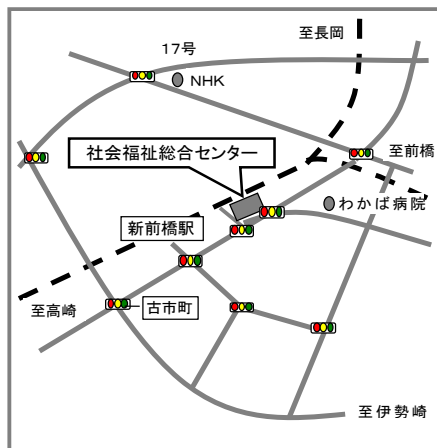 17号
至長岡
NHK
社会福祉総合センター
至前橋
わかば病院
新前橋駅
至高崎
古市町
至伊勢崎